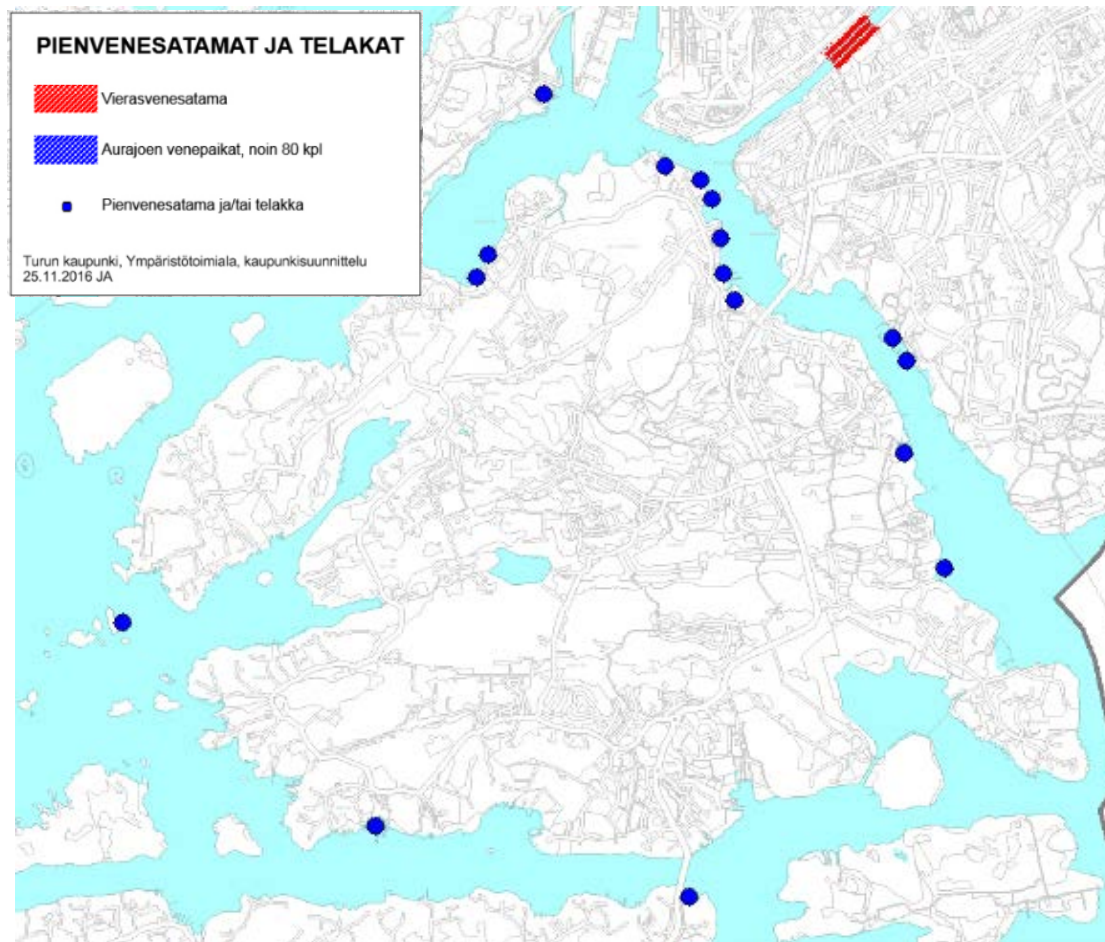 PIENVENESATAMAT JA TELAKAT
Vierasvenesatama
Aurajoen venepaikat, noin 80 kpl
Pienvenesatama ja/tai telakka
Turun kaupunki, Ympäristötoimiala, kaupunkisuunnittelu
25.11.2016 JA